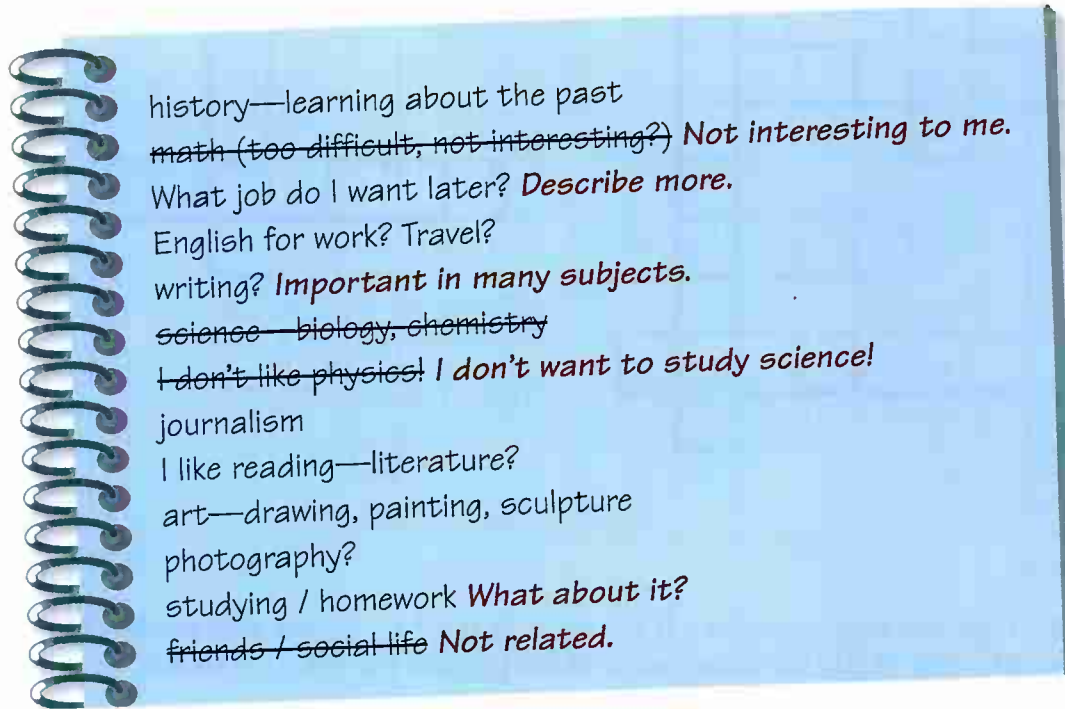 history—learning about the past
math (too difficult, not interesting?) Not interesting to me.
What job do I want later? Describe more.
English for work? Travel?
writing? Important in many subjects.
science—biology, chemistry
I don't like physics! I don't want to study science!
journalism
I like reading—literature?
art—drawing, painting, sculpture
photography?
studying / homework What about it?
friends / social life Not related.